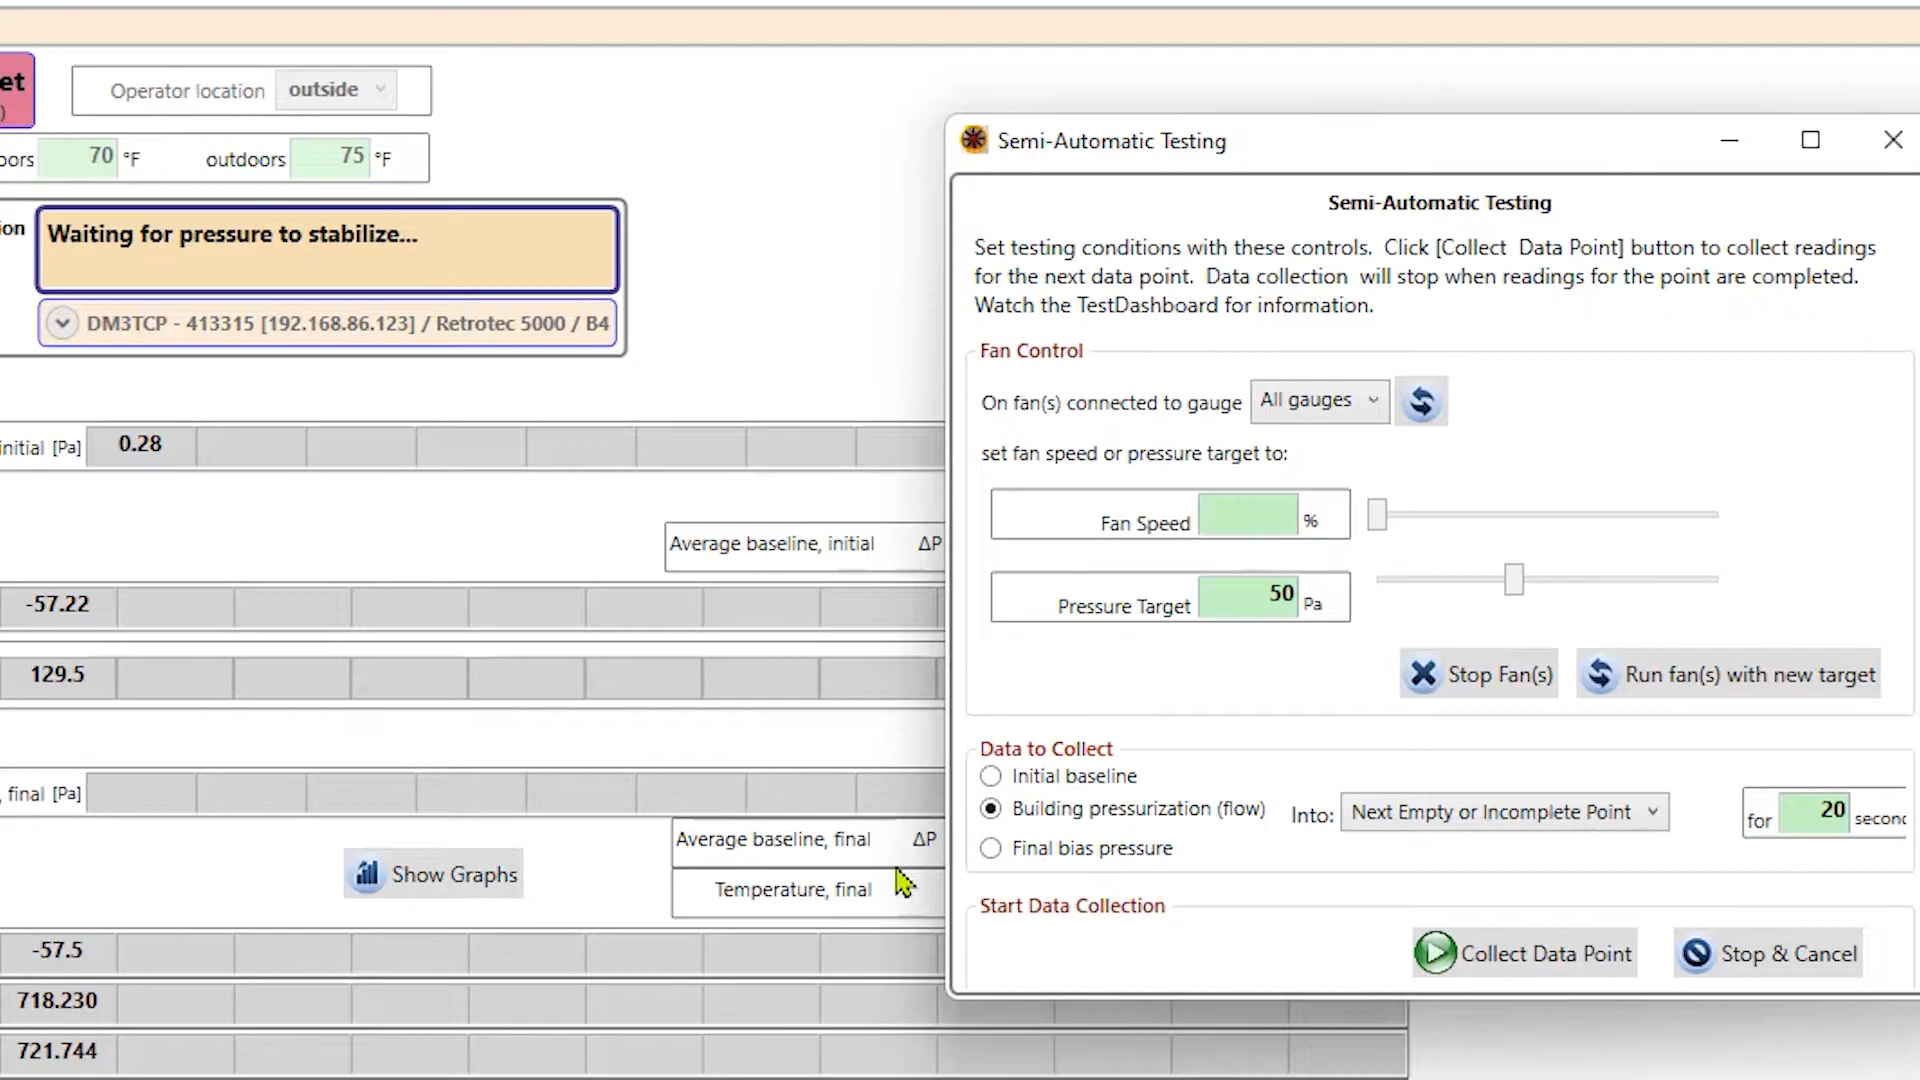 et
)
Operator location outside
oors 70 °F outdoors 75 °F
ion Waiting for pressure to stabilize...
DM3TCP - 413315 [192.168.86.123] / Retrotec 5000 / B4
initial [Pa] 0.28
Average baseline, initial ΔP
-57.22
129.5
, final [Pa]
Average baseline, final ΔP
Show Graphs
Temperature, final
-57.5
718.230
721.744
Semi-Automatic Testing
Semi-Automatic Testing
Set testing conditions with these controls. Click [Collect Data Point] button to collect readings
for the next data point. Data collection will stop when readings for the point are completed.
Watch the TestDashboard for information.
Fan Control
On fan(s) connected to gauge All gauges
set fan speed or pressure target to:
Fan Speed %
Pressure Target 50 Pa
Stop Fan(s) Run fan(s) with new target
Data to Collect
Initial baseline
Building pressurization (flow) Into: Next Empty or Incomplete Point for 20 second
Final bias pressure
Start Data Collection
Collect Data Point Stop & Cancel